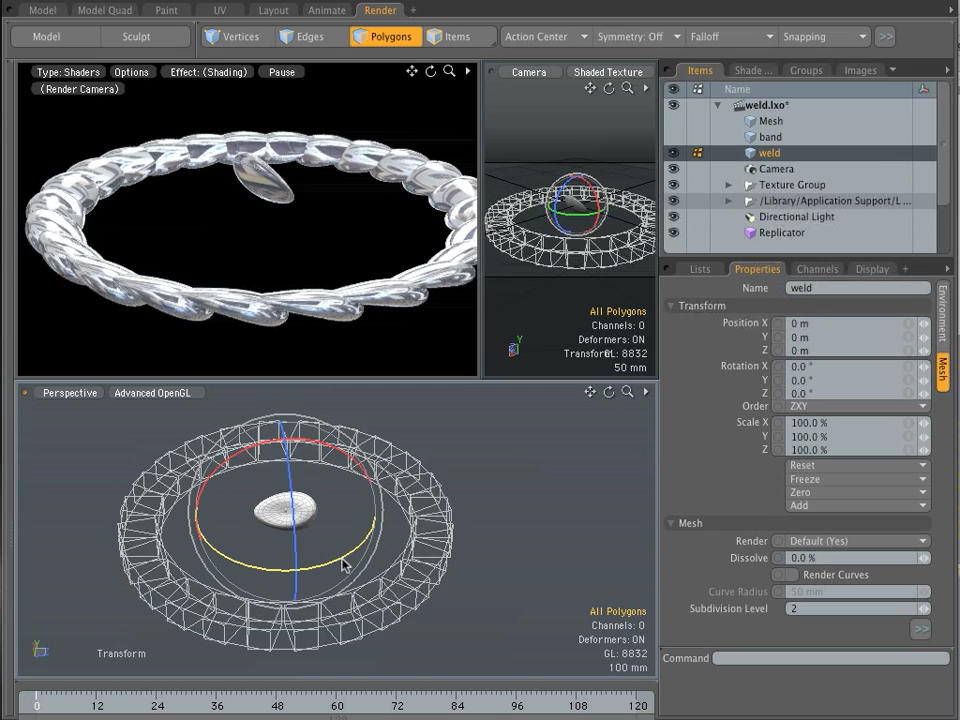 Model Model Quad Paint UV Layout Animate Render +
Model Sculpt Vertices Edges Polygons Items Action Center Symmetry: Off Falloff Snapping >>
Type: Shaders Options Effect: (Shading) Pause
(Render Camera)
Camera Shaded Texture
All Polygons
Channels: 0
Deformers: ON
GL: 8832
50 mm
Y
Perspective Advanced OpenGL
All Polygons
Channels: 0
Deformers: ON
GL: 8832
100 mm
Y
Transform
0 12 24 36 48 60 72 84 96 108 120
Items Shade ... Groups Images
Name
weld.lxo*
Mesh
band
weld
Camera
Texture Group
/Library/Application Support/L ...
Directional Light
Replicator
Lists Properties Channels Display +
Name weld
Transform
Position X 0 m
Y 0 m
Z 0 m
Rotation X 0.0 °
Y 0.0 °
Z 0.0 °
Order ZXY
Scale X 100.0 %
Y 100.0 %
Z 100.0 %
Reset
Freeze
Zero
Add
Mesh
Render Default (Yes)
Dissolve 0.0 %
Render Curves
Curve Radius 50 mm
Subdivision Level 2
>>
Environment
Mesh
Command